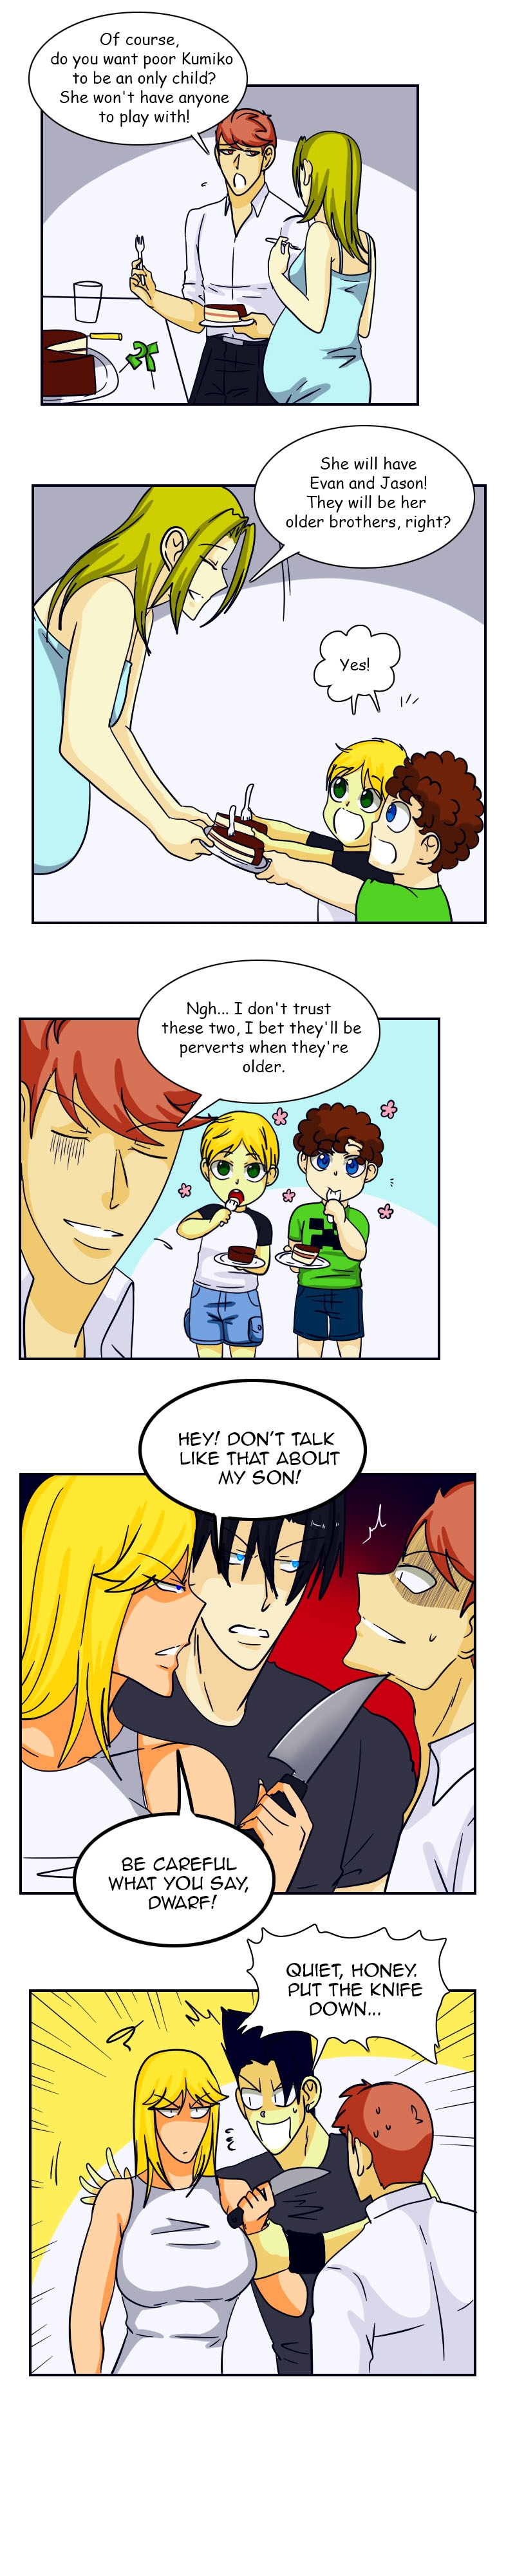 Of course,
do you want poor Kumiko
to be an only child?
She won't have anyone
to play with!
She will have
Evan and Jason!
They will be her
older brothers, right?
Yes!
Ngh... I don't trust
these two, I bet they'll be
perverts when they're
older.
HEY! DON'T TALK
LIKE THAT ABOUT
MY SON!
BE CAREFUL
WHAT YOU SAY,
DWARF!
QUIET, HONEY.
PUT THE KNIFE
DOWN...